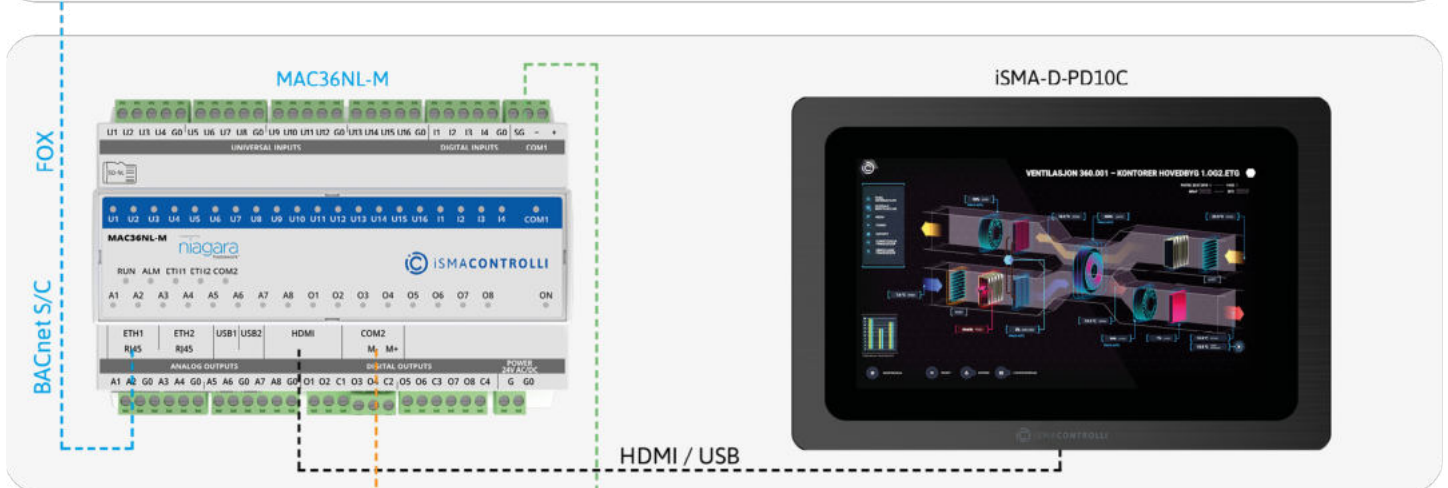 MAC36NL-M
iSMA-D-PD10C
FOX
BACnet S/C
U1 U2 U3 U4 G0 U5 U6 U7 U8 G0 U9 U10 U11 U12 G0 U13 U14 U15 U16 G0 I1 I2 I3 I4 G0 SG - +
UNIVERSAL INPUTS DIGITAL INPUTS COM1
U1 U2 U3 U4 U5 U6 U7 U8 U9 U10 U11 U12 U13 U14 U15 U16 I1 I2 I3 I4 COM1
MAC36NL-M
niagara
iSMACONTROLLI
RUN ALM ETH1 ETH2 COM2
A1 A2 A3 A4 A5 A6 A7 A8 O1 O2 O3 O4 O5 O6 O7 O8 ON
ETH1 ETH2 USB1 USB2 HDMI COM2
RJ45 RJ45 M- M+
ANALOG OUTPUTS DIGITAL OUTPUTS POWER
24V AC/DC
A1 A2 G0 A3 A4 G0 A5 A6 G0 A7 A8 G0 O1 O2 C1 O3 O4 C2 O5 O6 C3 O7 O8 C4 G G0
VENTILASJON 360.001 – KONTORER HOVEDBYG 1.OG2.ETG
iSMACONTROLLI
HDMI / USB